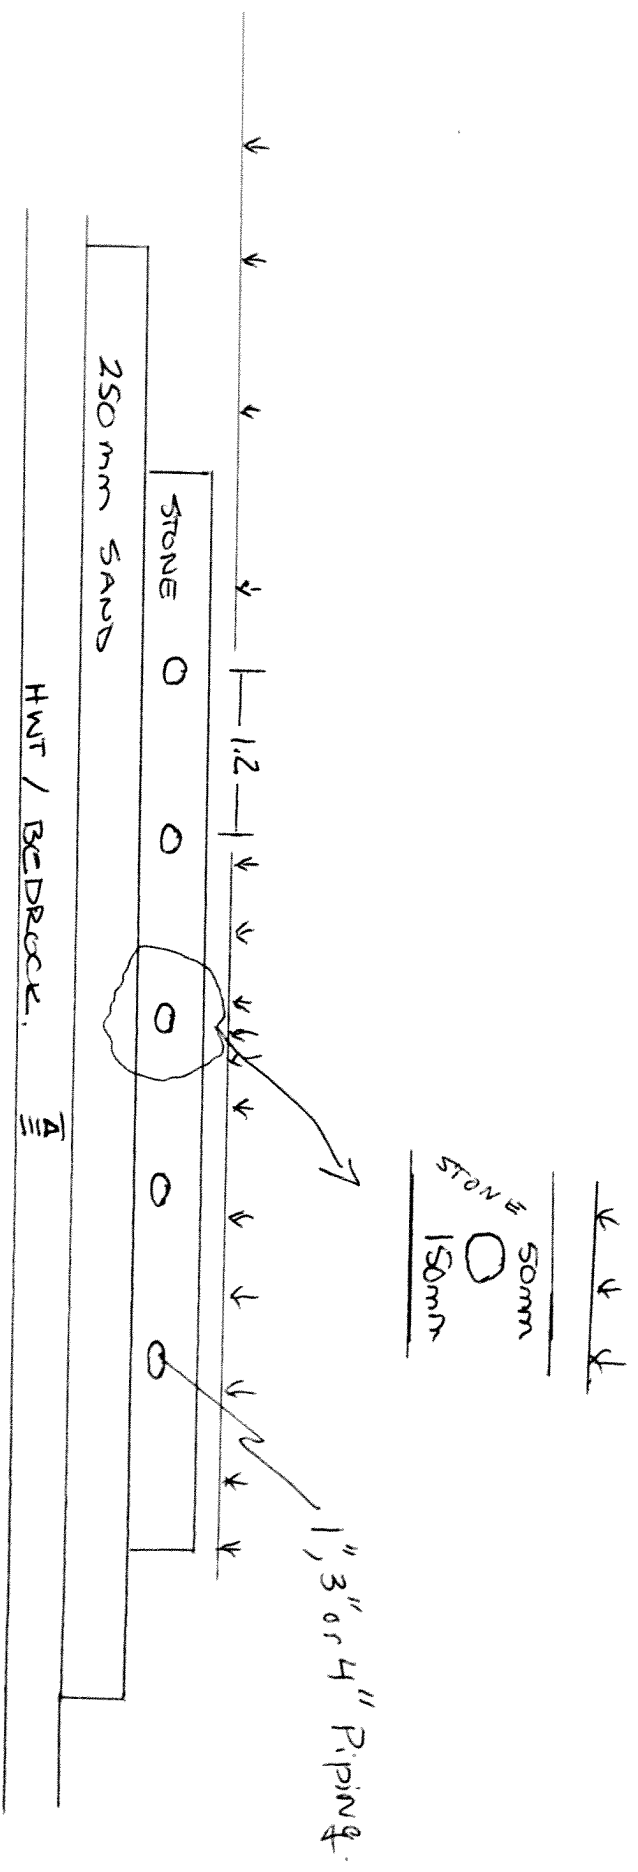 STONE
50mm
150mm
1.2
STONE
1", 3" or 4" Piping.
250mm SAND
HWT / BEDROCK.